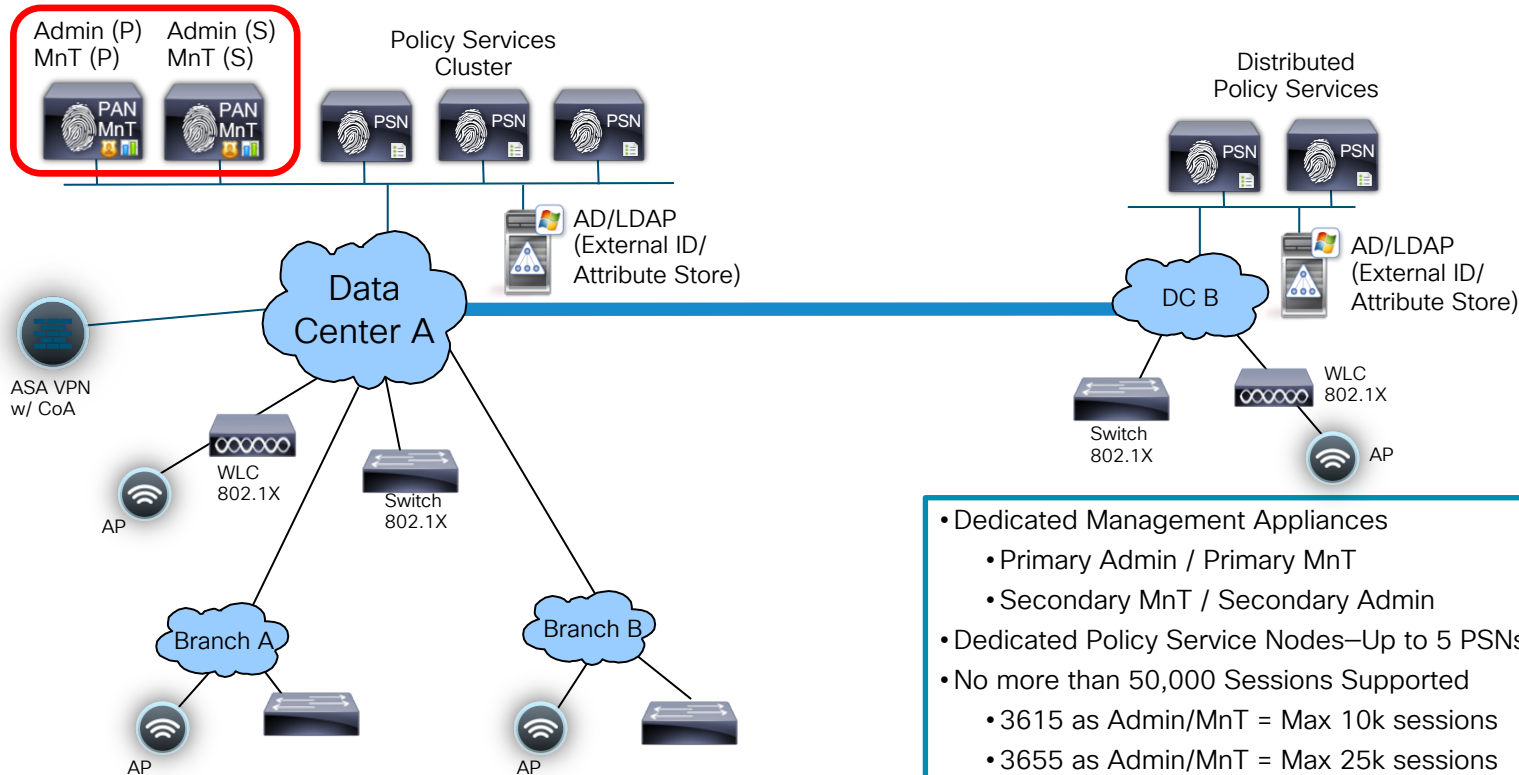 Admin (P)
MnT (P)
Admin (S)
MnT (S)
PAN
MnT
PAN
MnT
Policy Services
Cluster
PSN
PSN
PSN
Distributed
Policy Services
PSN
PSN
AD/LDAP
(External ID/
Attribute Store)
AD/LDAP
(External ID/
Attribute Store)
Data
Center A
DC B
ASA VPN
w/ CoA
WLC
802.1X
AP
Switch
802.1X
Switch
802.1X
WLC
802.1X
AP
Branch A
AP
Branch B
AP
•Dedicated Management Appliances
•Primary Admin / Primary MnT
•Secondary MnT / Secondary Admin
•Dedicated Policy Service Nodes—Up to 5 PSNs
•No more than 50,000 Sessions Supported
•3615 as Admin/MnT = Max 10k sessions
•3655 as Admin/MnT = Max 25k sessions